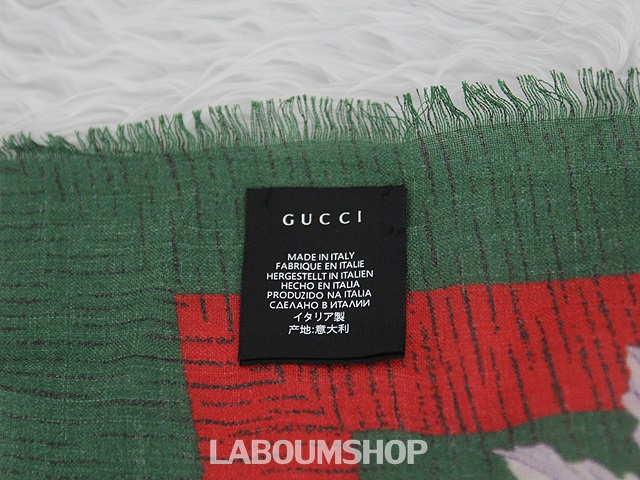 GUCCI
MADE IN ITALY
FABRIQUE EN ITALIE
HERGESTELLT IN ITALIEN
HECHO EN ITALIA
PRODUZIDO NA ITALIA
СДЕЛАНО В ИТАЛИИ
イタリア製
产地:意大利
LABOUMSHOP